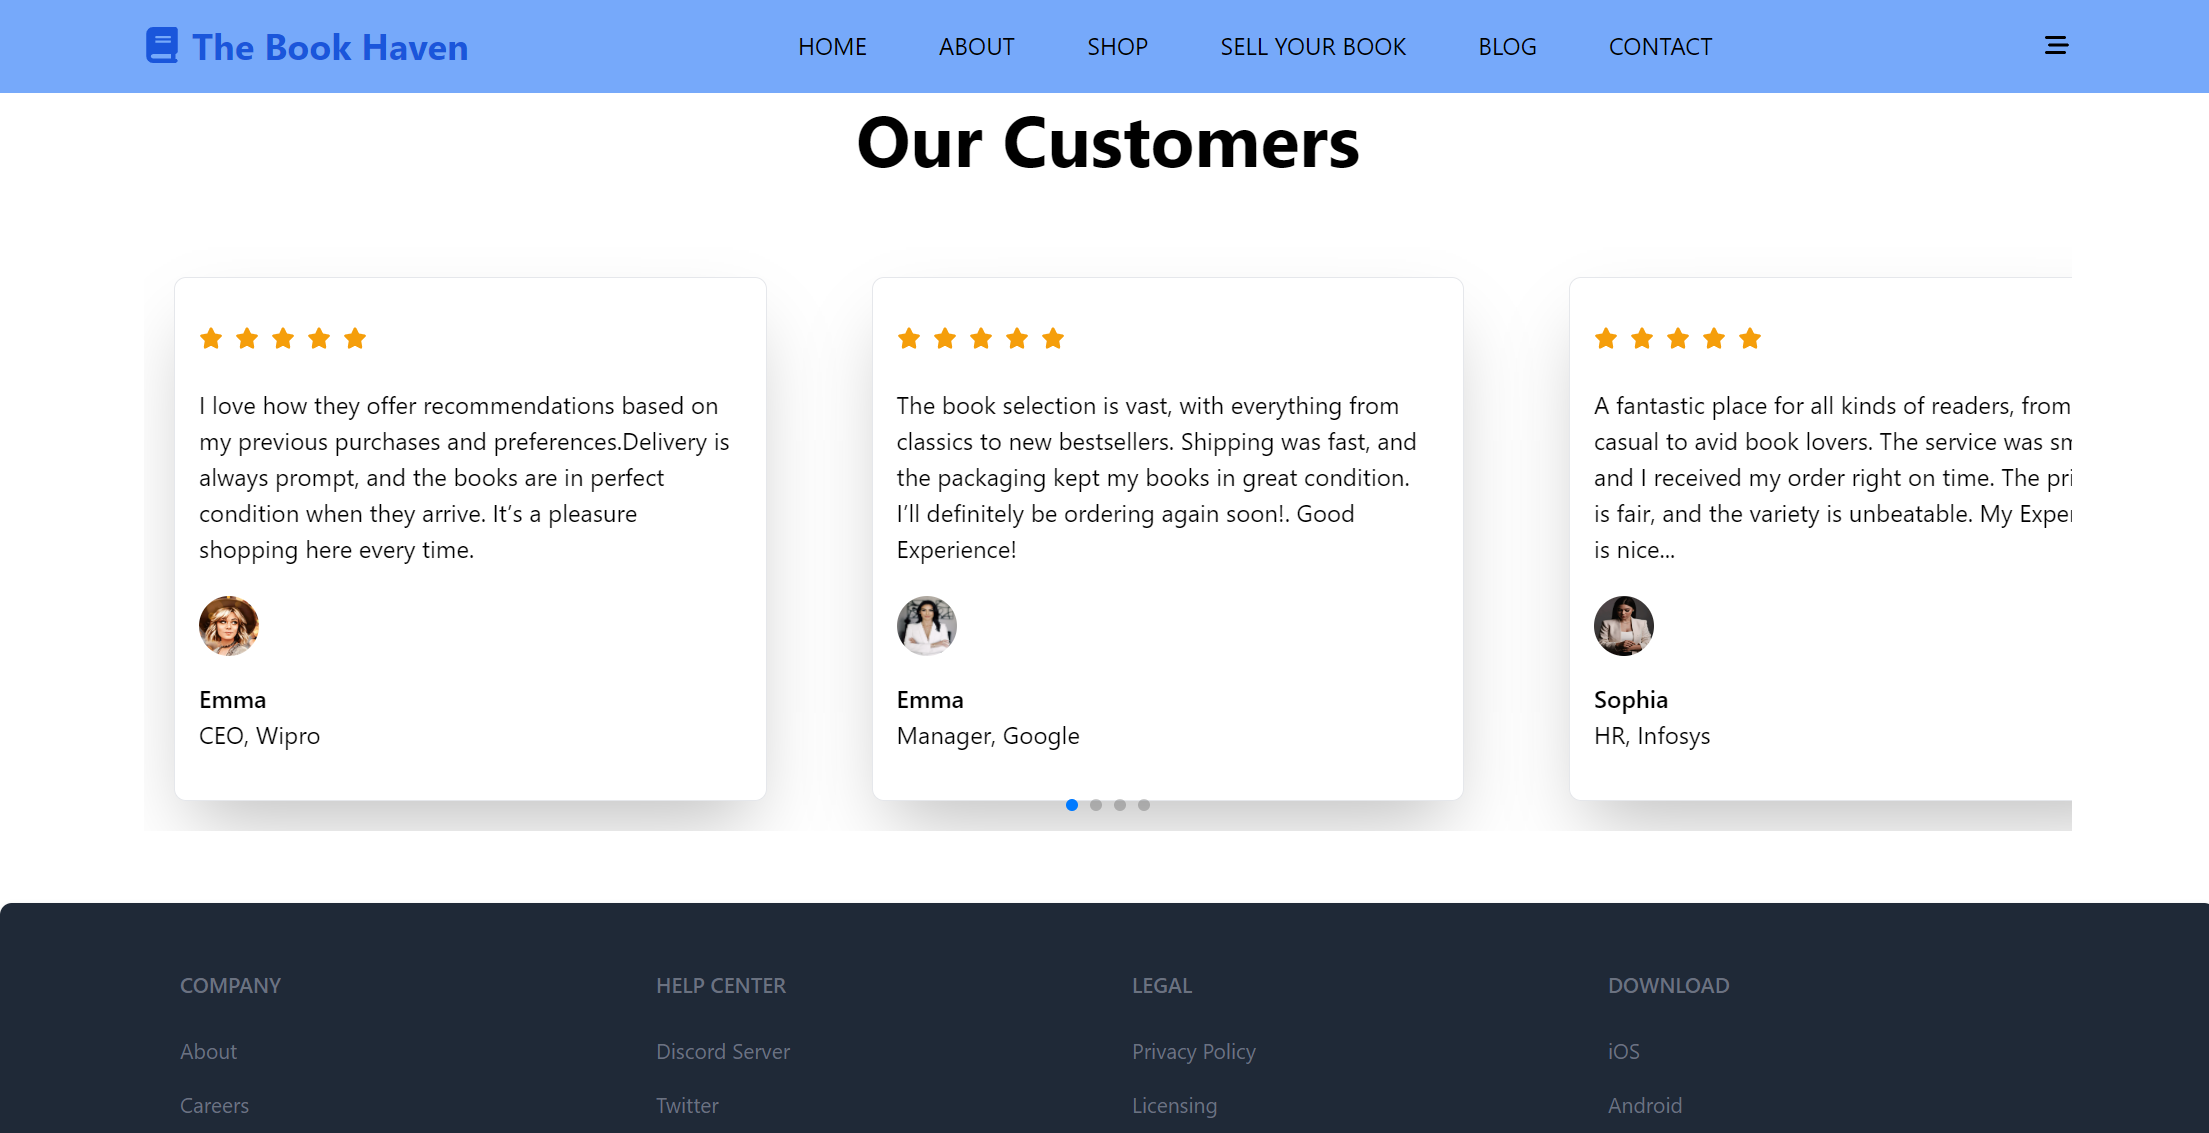 The Book Haven
HOME ABOUT SHOP SELL YOUR BOOK BLOG CONTACT
Our Customers
I love how they offer recommendations based on
my previous purchases and preferences.Delivery is
always prompt, and the books are in perfect
condition when they arrive. It’s a pleasure
shopping here every time.
Emma
CEO, Wipro
The book selection is vast, with everything from
classics to new bestsellers. Shipping was fast, and
the packaging kept my books in great condition.
I’ll definitely be ordering again soon!. Good
Experience!
Emma
Manager, Google
A fantastic place for all kinds of readers, from
casual to avid book lovers. The service was
and I received my order right on time. The
is fair, and the variety is unbeatable. My
is nice...
Sophia
HR, Infosys
COMPANY
About
Careers
HELP CENTER
Discord Server
Twitter
LEGAL
Privacy Policy
Licensing
DOWNLOAD
iOS
Android